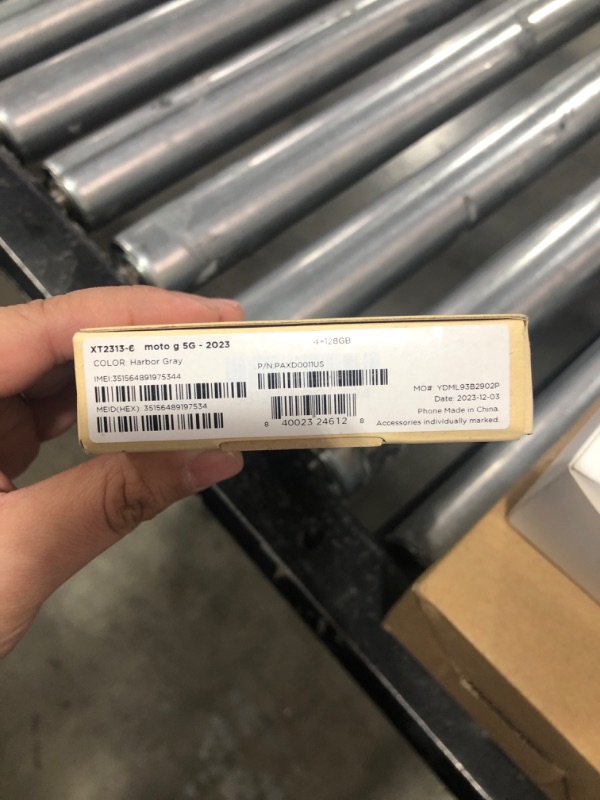 XT2313-6 moto g 5G - 2023
4+128GB
COLOR: Harbor Gray
P/N:PAXD0011US
IMEI:351564891975344
MO# YDML93B2902P
MEID(HEX): 35156489197534
Date: 2023-12-03
Phone Made in China.
8 40023 24612 8
Accessories individually marked.